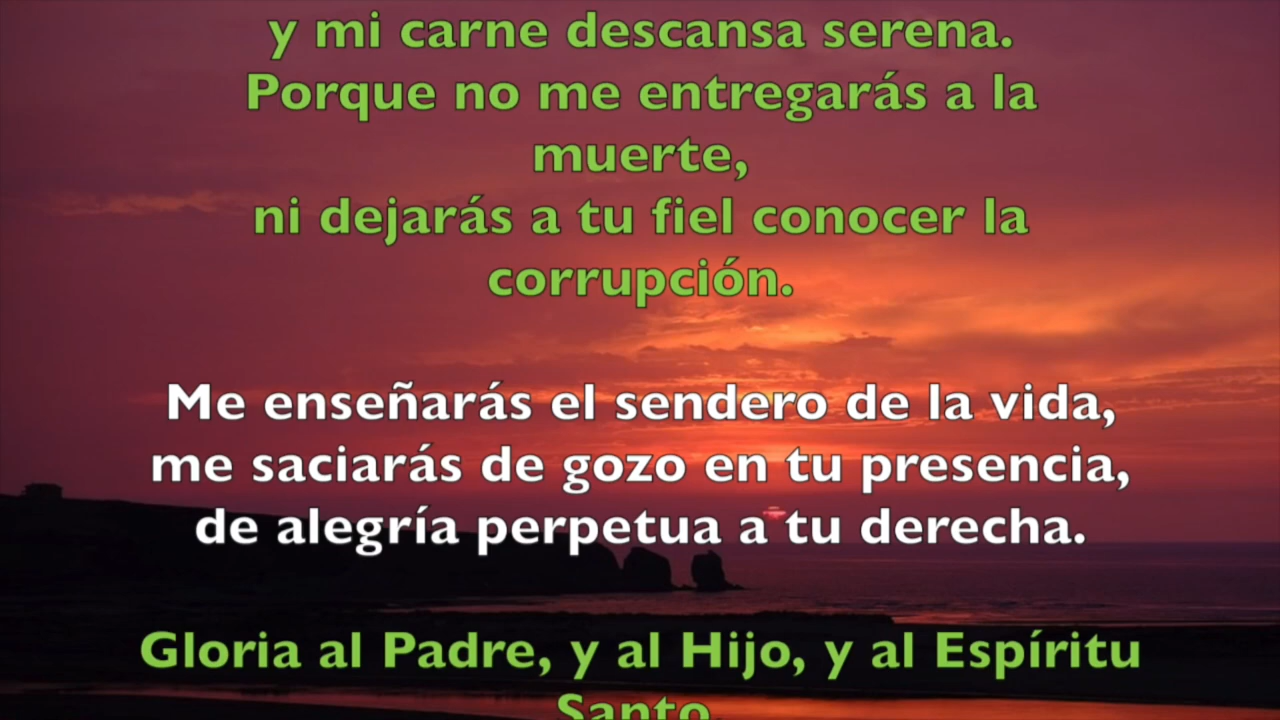 y mi carne descansa serena.
Porque no me entregarás a la
muerte,
ni dejarás a tu fiel conocer la
corrupción.
Me enseñarás el sendero de la vida,
me saciarás de gozo en tu presencia,
de alegría perpetua a tu derecha.
Gloria al Padre, y al Hijo, y al Espíritu
Santo.